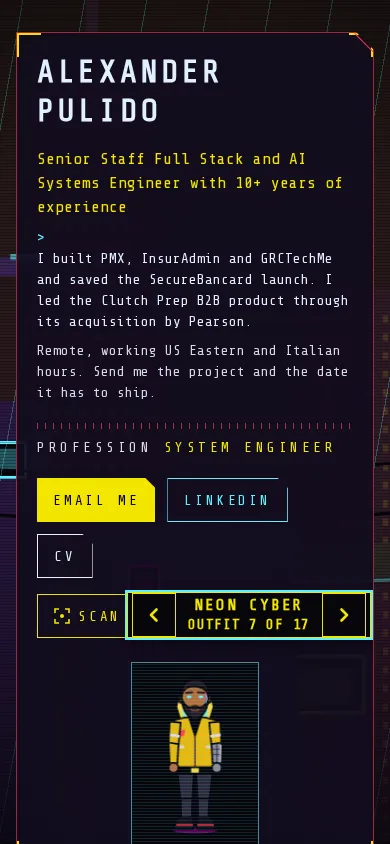 ALEXANDER
PULIDO
Senior Staff Full Stack and AI
Systems Engineer with 10+ years of
experience
>
I built PMX, InsurAdmin and GRCTechMe
and saved the SecureBancard launch. I
led the Clutch Prep B2B product through
its acquisition by Pearson.
Remote, working US Eastern and Italian
hours. Send me the project and the date
it has to ship.
PROFESSION SYSTEM ENGINEER
EMAIL ME LINKEDIN
CV
SCAN
NEON CYBER
OUTFIT 7 OF 17